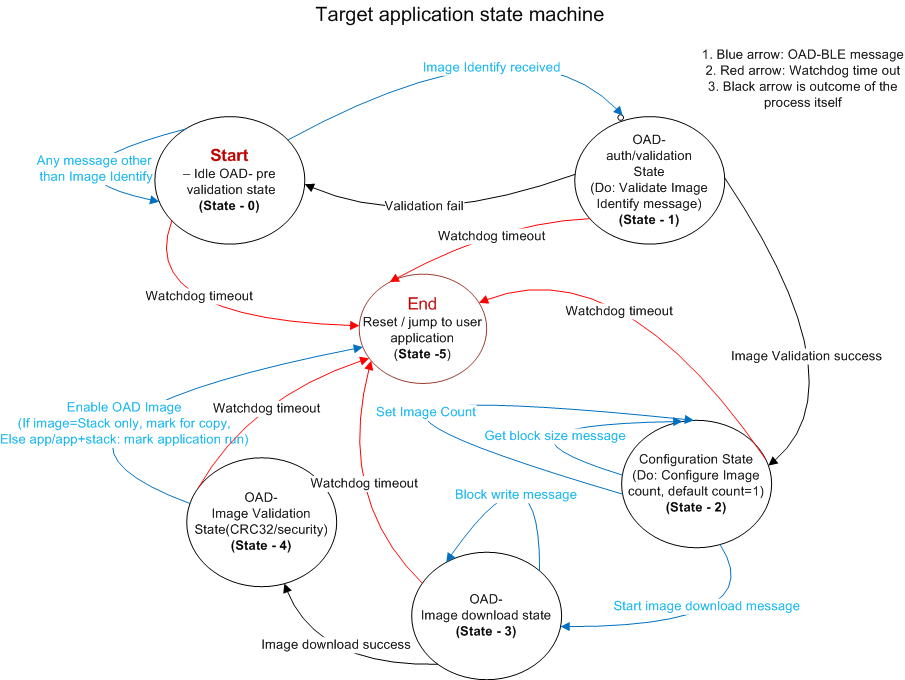 Target application state machine
1. Blue arrow: OAD-BLE message
2. Red arrow: Watchdog time out
3. Black arrow is outcome of the
process itself
Image Identify received
Any message other
than Image Identify
Start
– Idle OAD- pre
validation state
(State - 0)
OAD-
auth/validation
State
(Do: Validate Image
Identify message)
(State - 1)
Validation fail
Watchdog timeout
Watchdog timeout
End
Reset / jump to user
application
(State -5)
Watchdog timeout
Image Validation success
Enable OAD Image
(If image=Stack only, mark for copy,
Else app/app+stack: mark application run)
Watchdog timeout
Set Image Count
Get block size message
Configuration State
(Do: Configure Image
count, default count=1)
(State - 2)
Watchdog timeout
Block write message
OAD-
Image Validation
State(CRC32/security)
(State - 4)
OAD-
Image download state
(State - 3)
Start image download message
Image download success